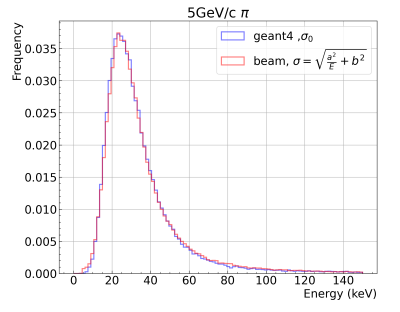 5GeV/c π
Frequency
geant4 ,σ₀
beam, σ = √(a²/E + b²)
0.035
0.030
0.025
0.020
0.015
0.010
0.005
0.000
0 20 40 60 80 100 120 140
Energy (keV)